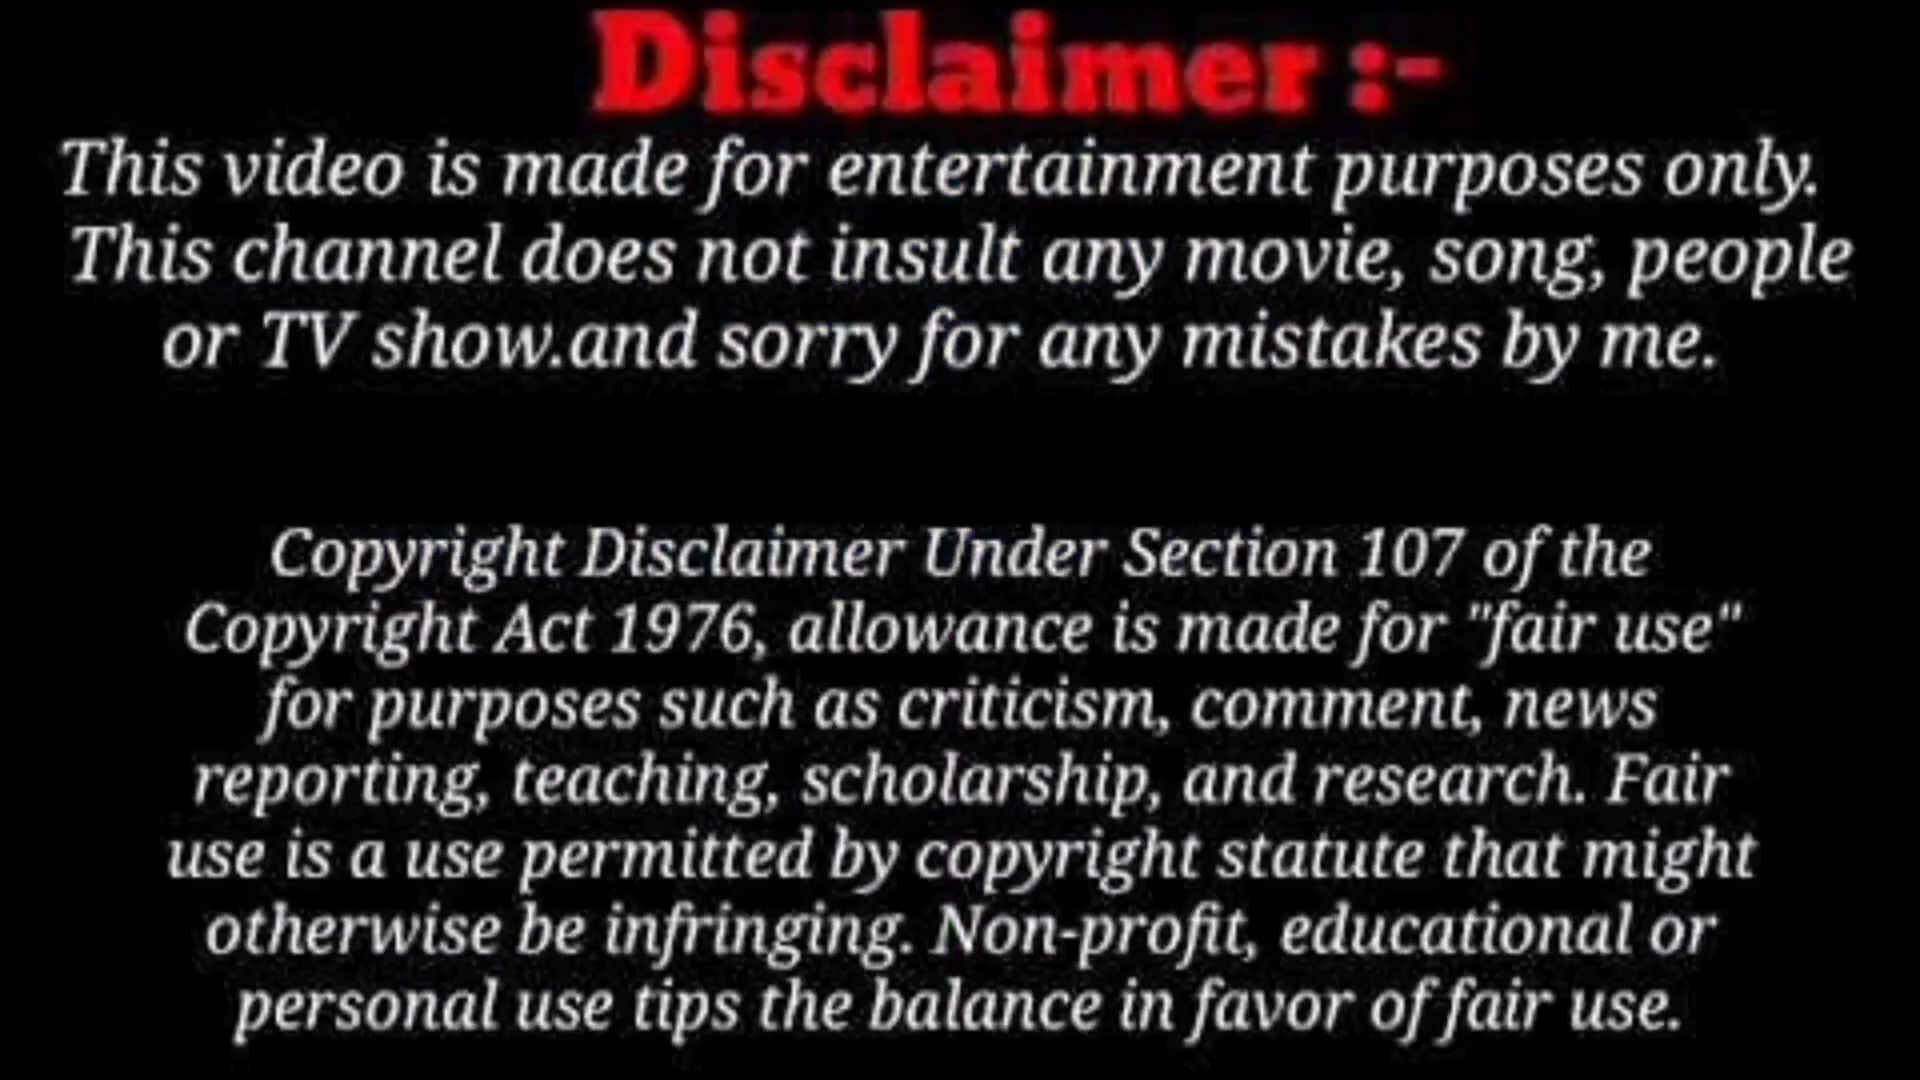 Disclaimer :-
This video is made for entertainment purposes only.
This channel does not insult any movie, song, people
or TV show.and sorry for any mistakes by me.
Copyright Disclaimer Under Section 107 of the
Copyright Act 1976, allowance is made for "fair use"
for purposes such as criticism, comment, news
reporting, teaching, scholarship, and research. Fair
use is a use permitted by copyright statute that might
otherwise be infringing. Non-profit, educational or
personal use tips the balance in favor of fair use.